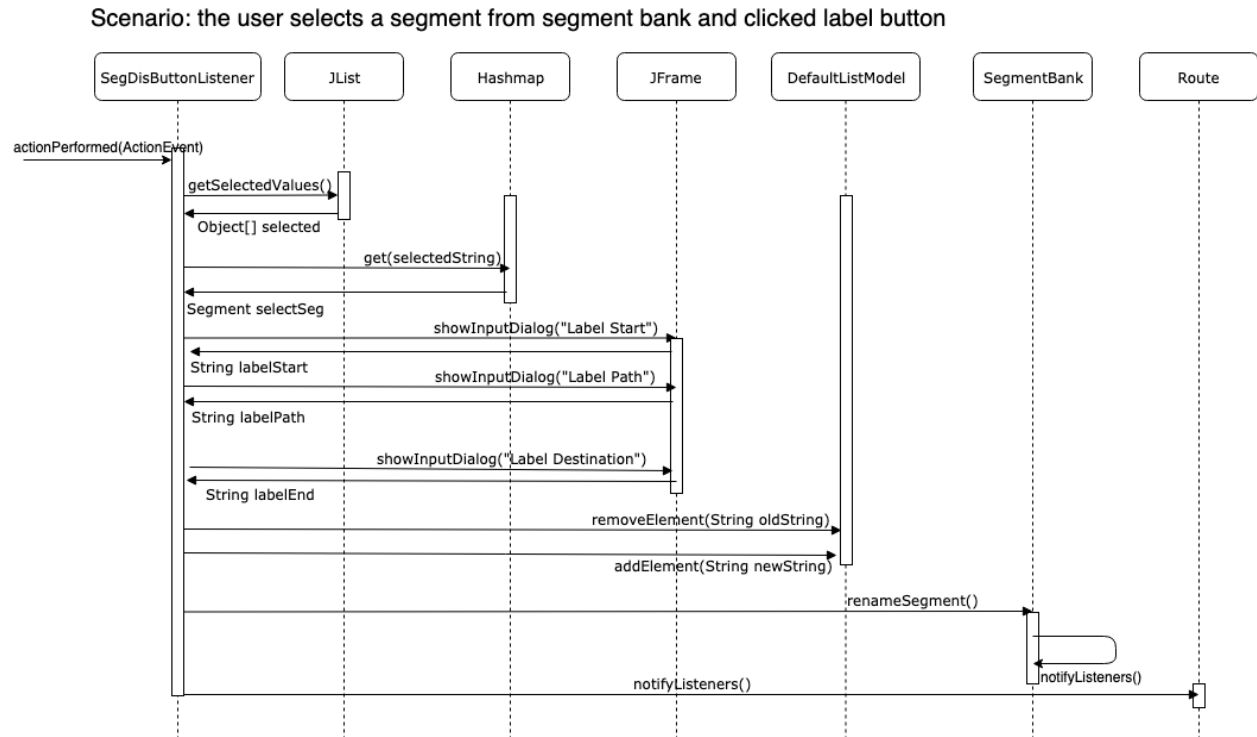 Scenario: the user selects a segment from segment bank and clicked label button
SegDisButtonListener
JList
Hashmap
JFrame
DefaultListModel
SegmentBank
Route
actionPerformed(ActionEvent)
getSelectedValues()
Object[] selected
get(selectedString)
Segment selectSeg
showInputDialog("Label Start")
String labelStart
showInputDialog("Label Path")
String labelPath
showInputDialog("Label Destination")
String labelEnd
removeElement(String oldString)
addElement(String newString)
renameSegment()
notifyListeners()
notifyListeners()